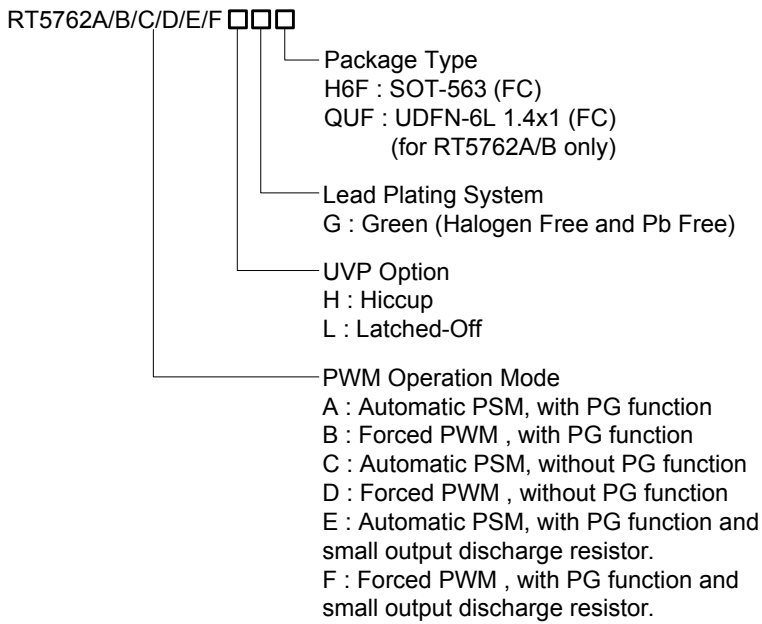 RT5762A/B/C/D/E/F □□□
Package Type
H6F : SOT-563 (FC)
QUF : UDFN-6L 1.4x1 (FC)
(for RT5762A/B only)
Lead Plating System
G : Green (Halogen Free and Pb Free)
UVP Option
H : Hiccup
L : Latched-Off
PWM Operation Mode
A : Automatic PSM, with PG function
B : Forced PWM , with PG function
C : Automatic PSM, without PG function
D : Forced PWM , without PG function
E : Automatic PSM, with PG function and
small output discharge resistor.
F : Forced PWM , with PG function and
small output discharge resistor.